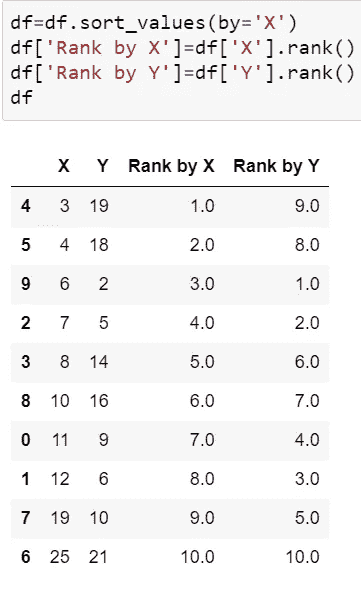 df=df.sort_values(by='X')
df['Rank by X']=df['X'].rank()
df['Rank by Y']=df['Y'].rank()
df
X Y Rank by X Rank by Y
4 3 19 1.0 9.0
5 4 18 2.0 8.0
9 6 2 3.0 1.0
2 7 5 4.0 2.0
3 8 14 5.0 6.0
8 10 16 6.0 7.0
0 11 9 7.0 4.0
1 12 6 8.0 3.0
7 19 10 9.0 5.0
6 25 21 10.0 10.0